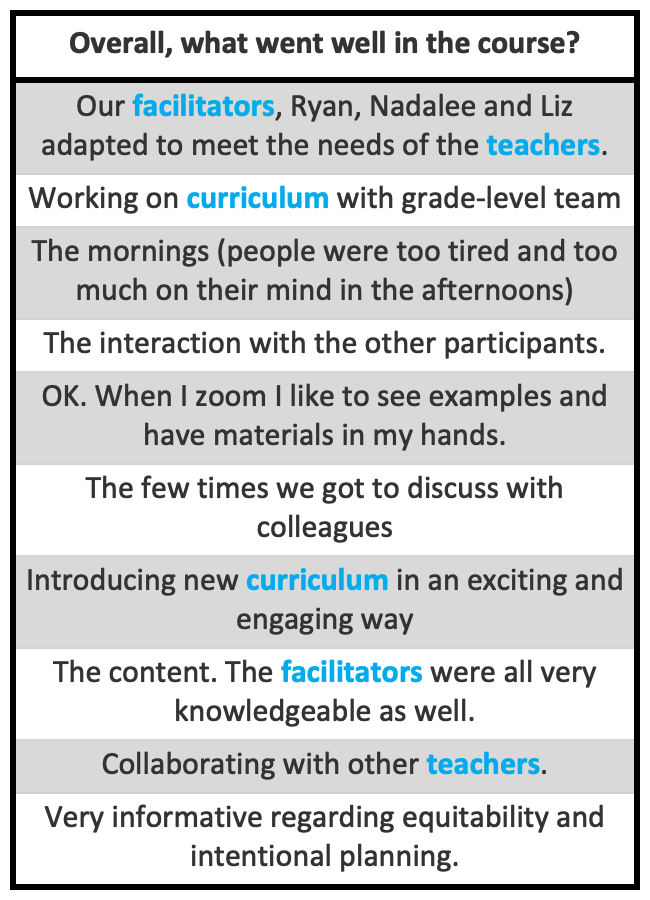 Overall, what went well in the course?
Our facilitators, Ryan, Nadalee and Liz
adapted to meet the needs of the teachers.
Working on curriculum with grade-level team
The mornings (people were too tired and too
much on their mind in the afternoons)
The interaction with the other participants.
OK. When I zoom I like to see examples and
have materials in my hands.
The few times we got to discuss with
colleagues
Introducing new curriculum in an exciting and
engaging way
The content. The facilitators were all very
knowledgeable as well.
Collaborating with other teachers.
Very informative regarding equitability and
intentional planning.